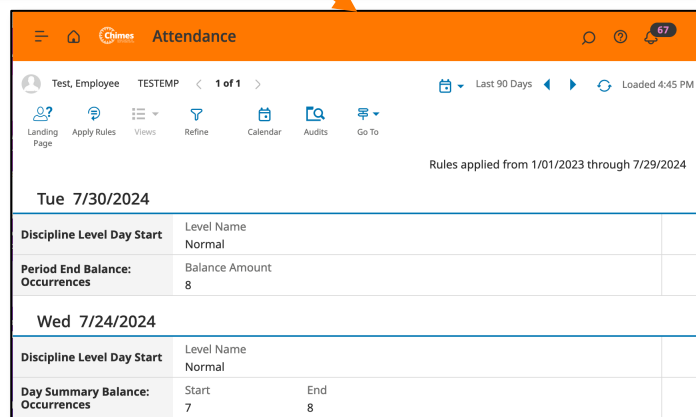 Chimes Attendance 67
Test, Employee TESTEMP 1 of 1 Last 90 Days Loaded 4:45 PM
Landing Page Apply Rules Views Refine Calendar Audits Go To
Rules applied from 1/01/2023 through 7/29/2024
Tue 7/30/2024
Discipline Level Day Start Level Name
Normal
Period End Balance: Occurrences Balance Amount
8
Wed 7/24/2024
Discipline Level Day Start Level Name
Normal
Day Summary Balance: Occurrences Start End
7 8